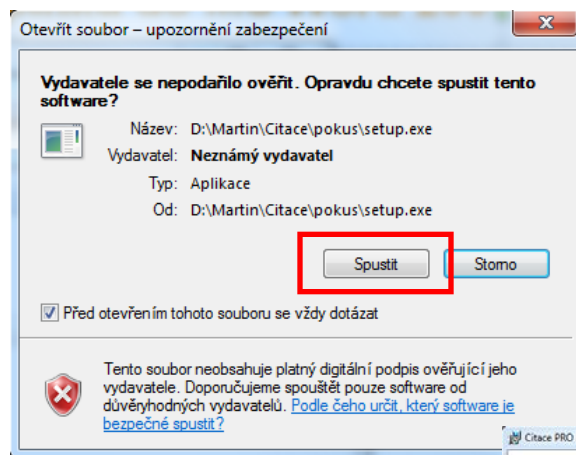 Otevřít soubor – upozornění zabezpečení
Vydavatele se nepodařilo ověřit. Opravdu chcete spustit tento
software?
Název: D:\Martin\Citace\pokus\setup.exe
Vydavatel: Neznámý vydavatel
Typ: Aplikace
Od: D:\Martin\Citace\pokus\setup.exe
Spustit Storno
Před otevřením tohoto souboru se vždy dotázat
Tento soubor neobsahuje platný digitální podpis ověřující jeho
vydavatele. Doporučujeme spouštět pouze software od
důvěryhodných vydavatelů. Podle čeho určit, který software je
bezpečné spustit?
Citace PRO